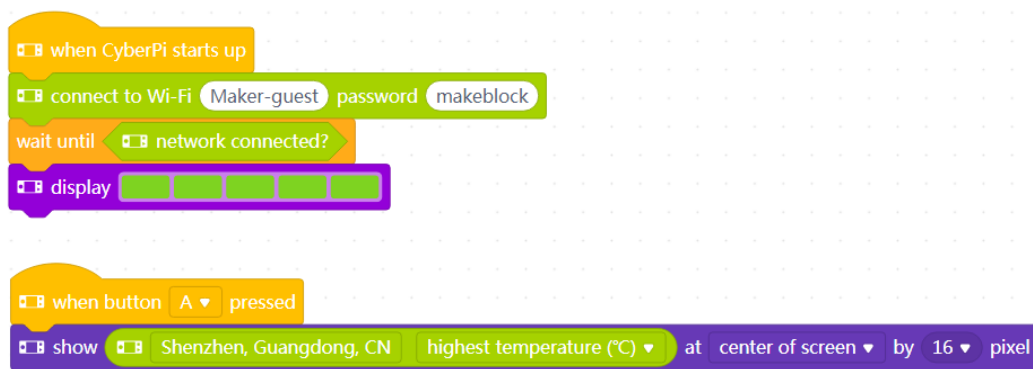 when CyberPi starts up
connect to Wi-Fi Maker-guest password makeblock
wait until network connected?
display
when button A pressed
show Shenzhen, Guangdong, CN highest temperature (℃) at center of screen by 16 pixel